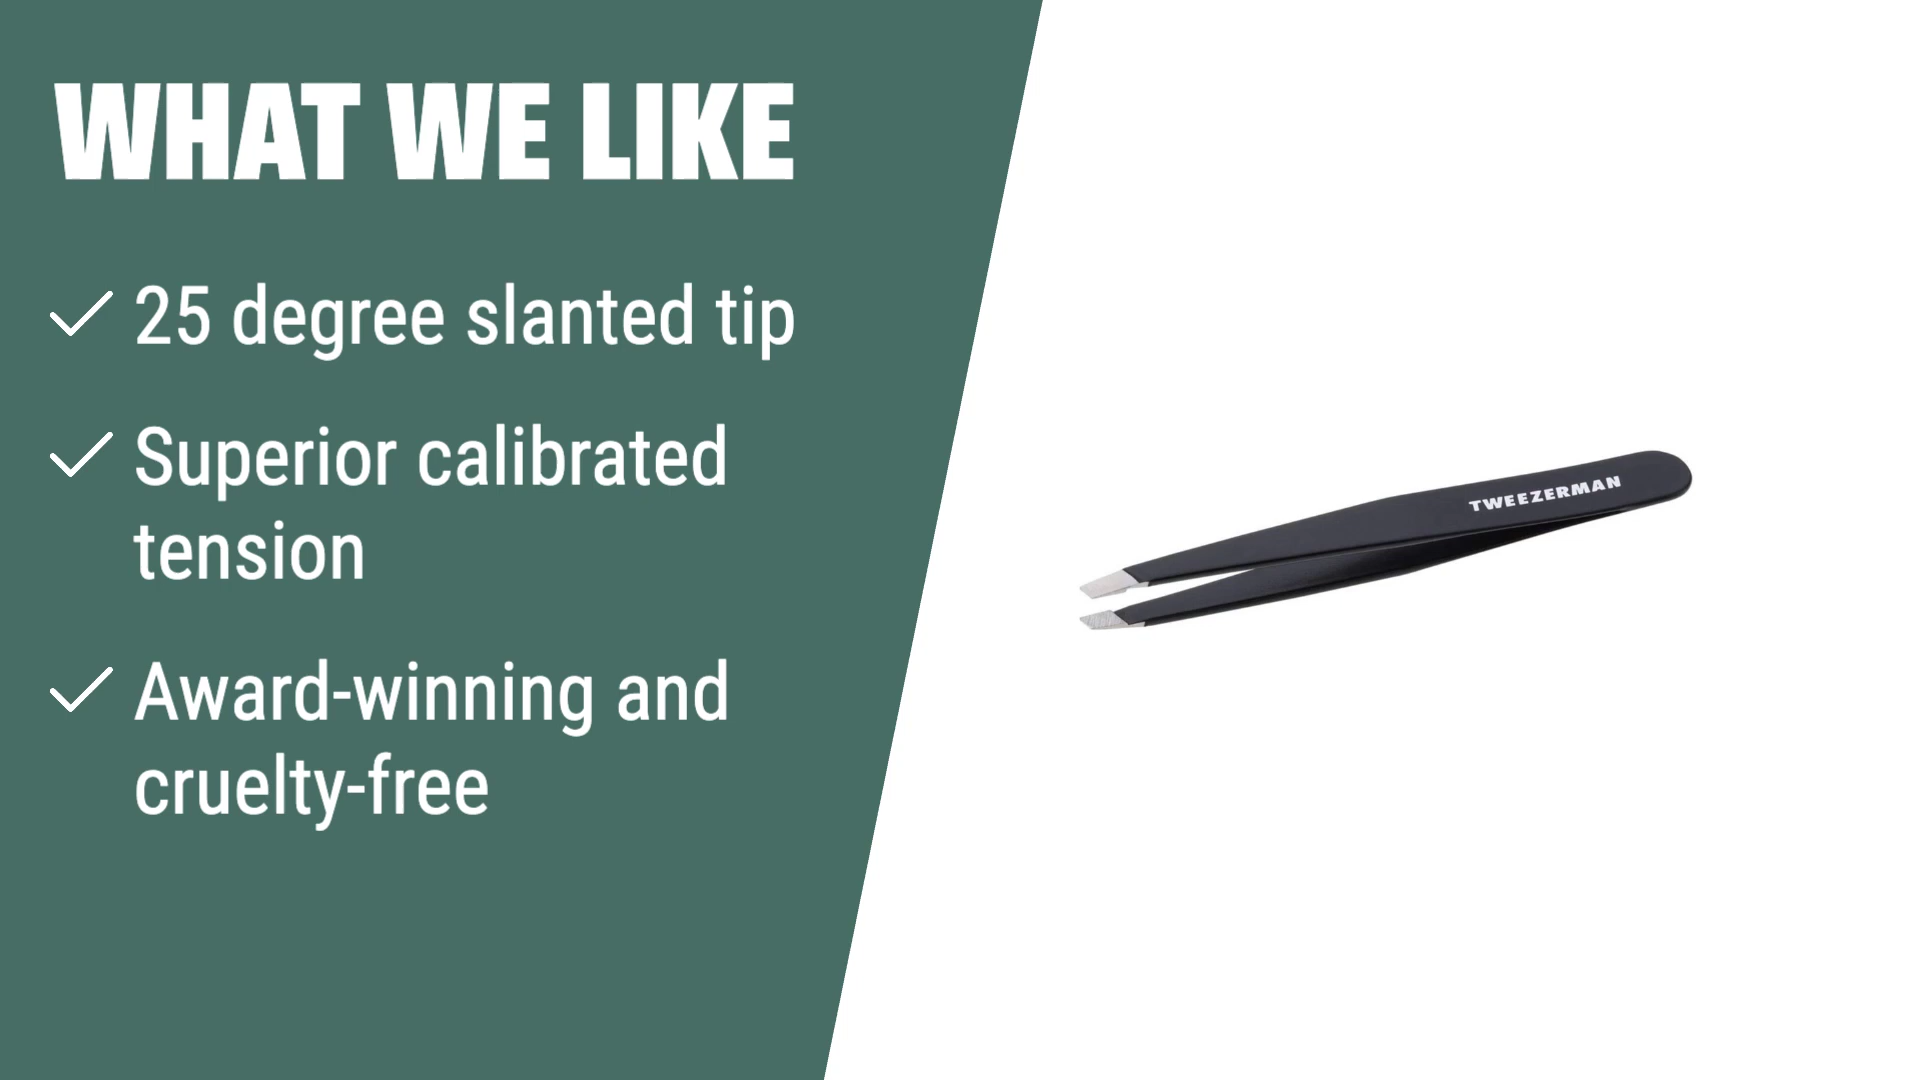 WHAT WE LIKE
25 degree slanted tip
Superior calibrated
tension
Award-winning and
cruelty-free
TWEEZERMAN